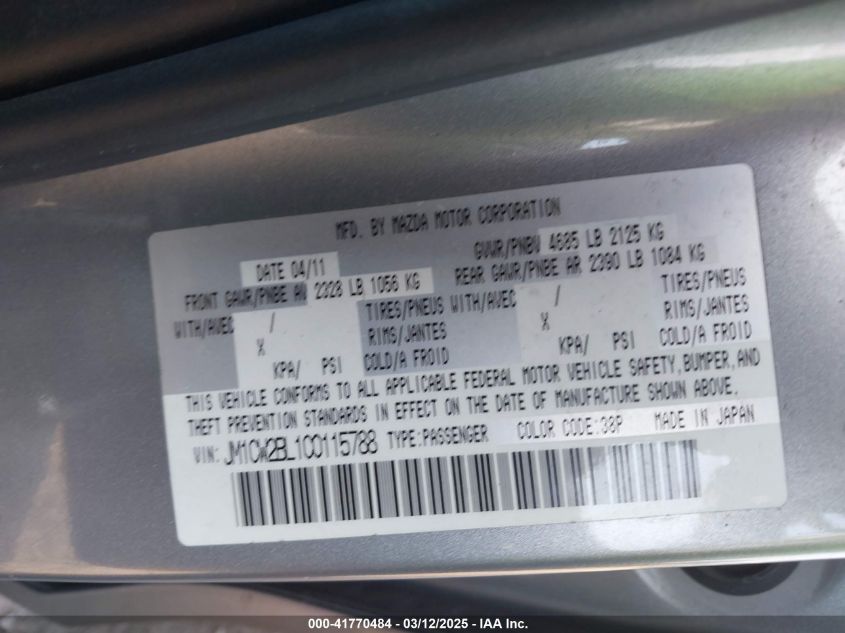 MFD. BY MAZDA MOTOR CORPORATION
DATE 04/11 GVWR/PNBV 4685 LB 2125 KG
FRONT GAWR/PNBE AV 2328 LB 1056 KG REAR GAWR/PNBE AR 2390 LB 1084 KG
WITH/AVEC / TIRES/PNEUS WITH/AVEC / TIRES/PNEUS
X RIMS/JANTES X RIMS/JANTES
KPA/ PSI COLD/A FROID KPA/ PSI COLD/A FROID
THIS VEHICLE CONFORMS TO ALL APPLICABLE FEDERAL MOTOR VEHICLE SAFETY,BUMPER,AND
THEFT PREVENTION STANDARDS IN EFFECT ON THE DATE OF MANUFACTURE SHOWN ABOVE.
VIN: JM1CW2BL1C0115788 TYPE:PASSENGER COLOR CODE:38P MADE IN JAPAN
000-41770484 - 03/12/2025 - IAA Inc.